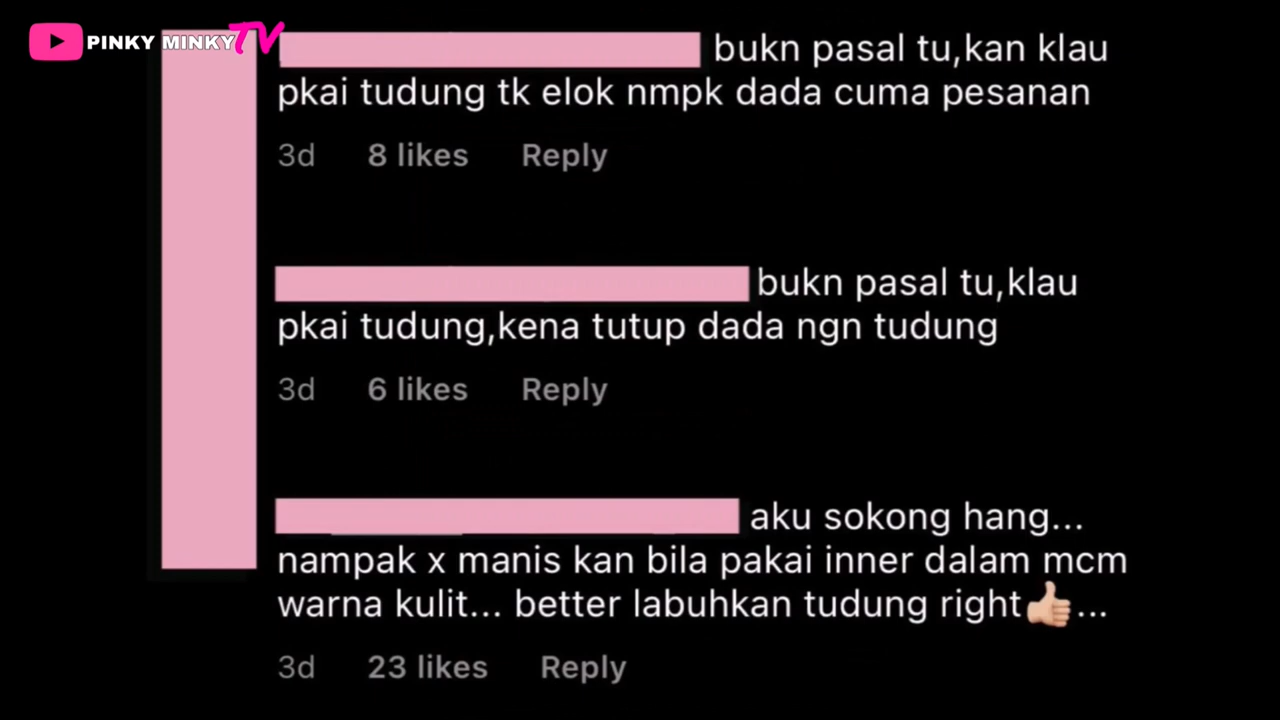 PINKY MINKY TV
bukn pasal tu,kan klau
pkai tudung tk elok nmpk dada cuma pesanan
3d 8 likes Reply
bukn pasal tu,klau
pkai tudung,kena tutup dada ngn tudung
3d 6 likes Reply
aku sokong hang...
nampak x manis kan bila pakai inner dalam mcm
warna kulit... better labuhkan tudung right👍🏼...
3d 23 likes Reply